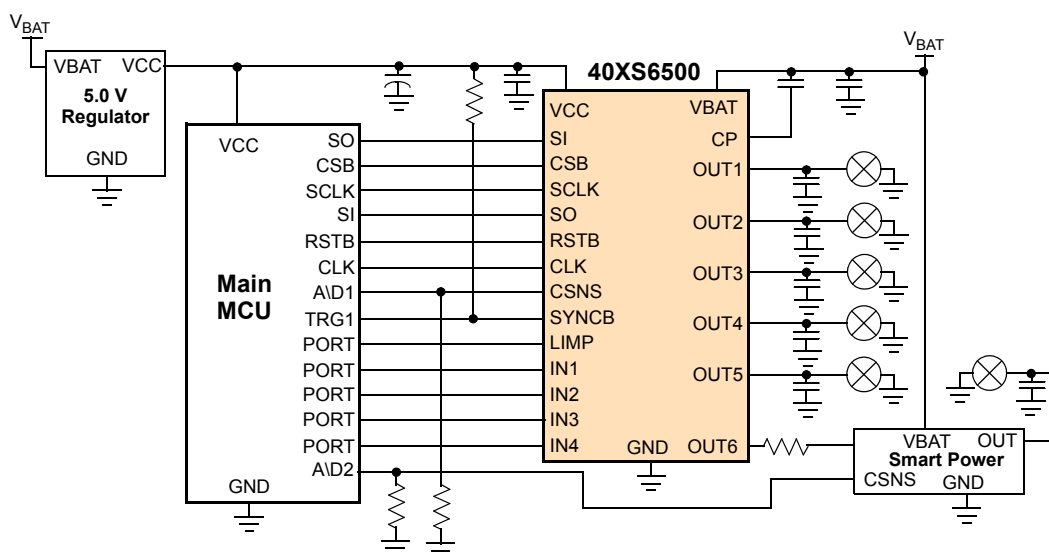 VBAT
VBAT VCC
5.0 V
Regulator
GND
VCC
SO
CSB
SCLK
SI
RSTB
CLK
A\D1
TRG1
PORT
PORT
PORT
PORT
PORT
A\D2
Main
MCU
GND
40XS6500
VCC
SI
CSB
SCLK
SO
RSTB
CLK
CSNS
SYNCB
LIMP
IN1
IN2
IN3
IN4
GND
VBAT
CP
OUT1
OUT2
OUT3
OUT4
OUT5
OUT6
VBAT
VBAT OUT
Smart Power
CSNS GND